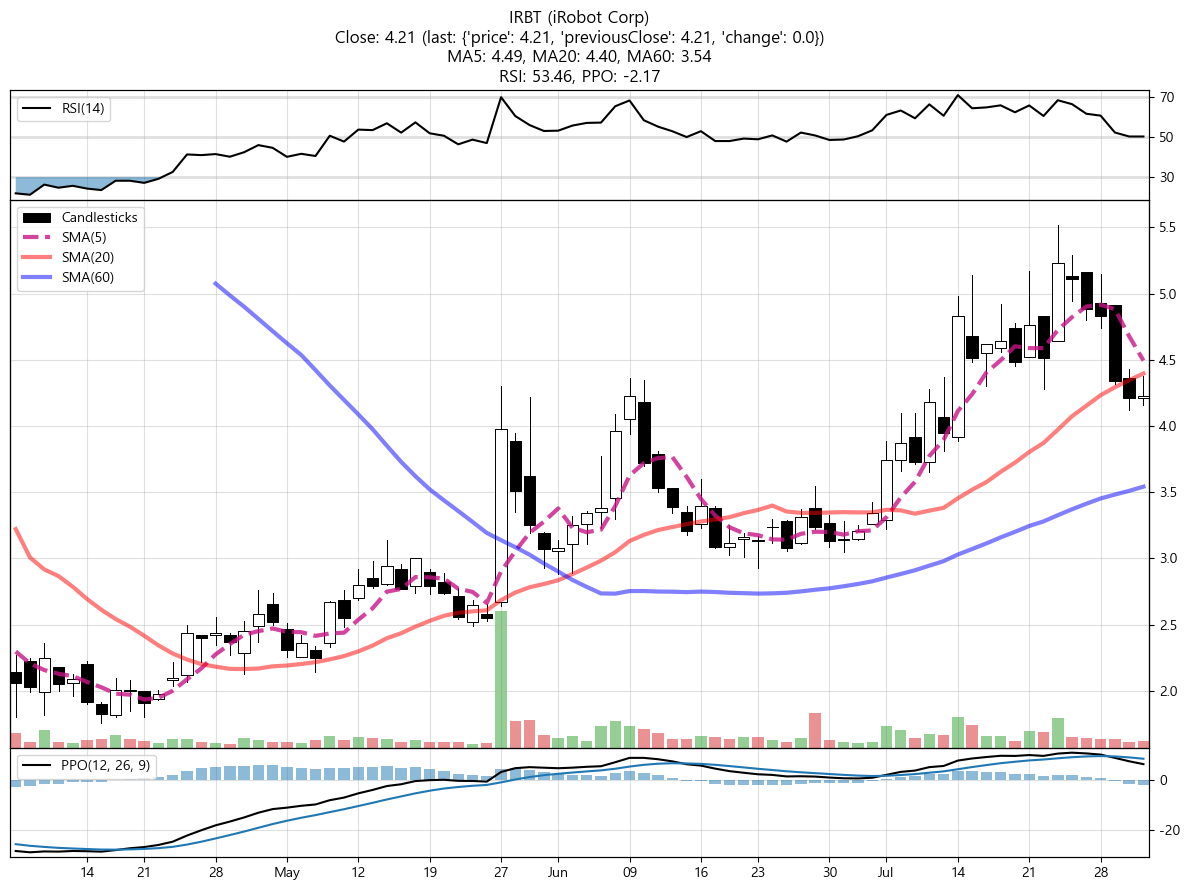 IRBT (iRobot Corp)
Close: 4.21 (last: {'price': 4.21, 'previousClose': 4.21, 'change': 0.0})
MA5: 4.49, MA20: 4.40, MA60: 3.54
RSI: 53.46, PPO: -2.17
RSI(14)
70
50
30
Candlesticks
SMA(5)
SMA(20)
SMA(60)
5.5
5.0
4.5
4.0
3.5
3.0
2.5
2.0
PPO(12, 26, 9)
0
-20
14 21 28 May 12 19 27 Jun 09 16 23 30 Jul 14 21 28